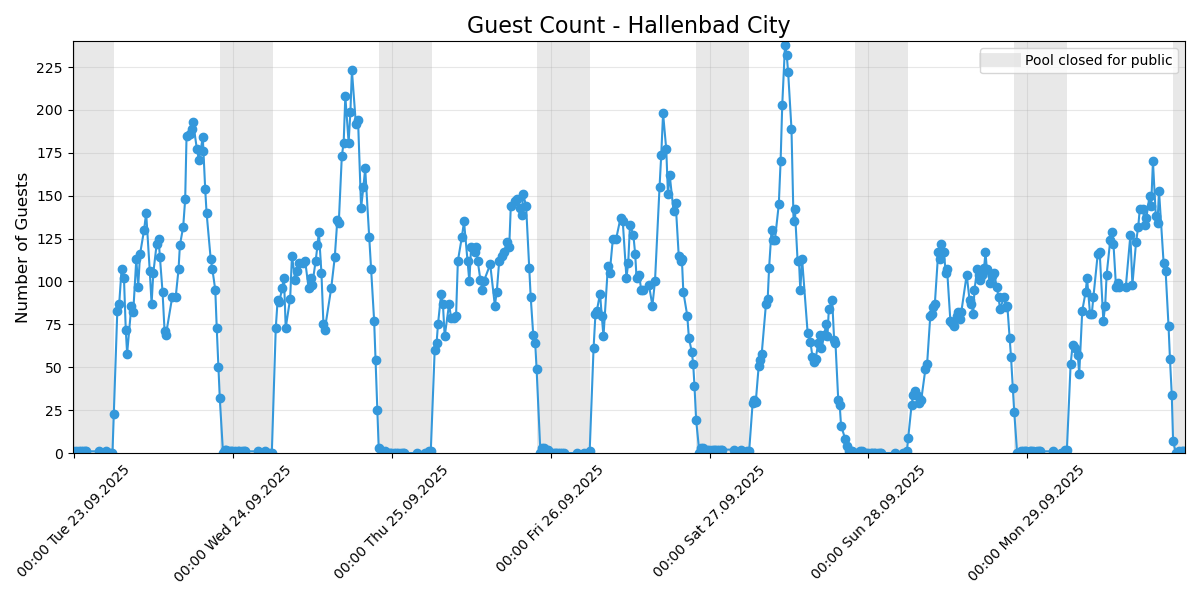 Guest Count - Hallenbad City
Pool closed for public
Number of Guests
225
200
175
150
125
100
75
50
25
0
00:00 Tue 23.09.2025
00:00 Wed 24.09.2025
00:00 Thu 25.09.2025
00:00 Fri 26.09.2025
00:00 Sat 27.09.2025
00:00 Sun 28.09.2025
00:00 Mon 29.09.2025